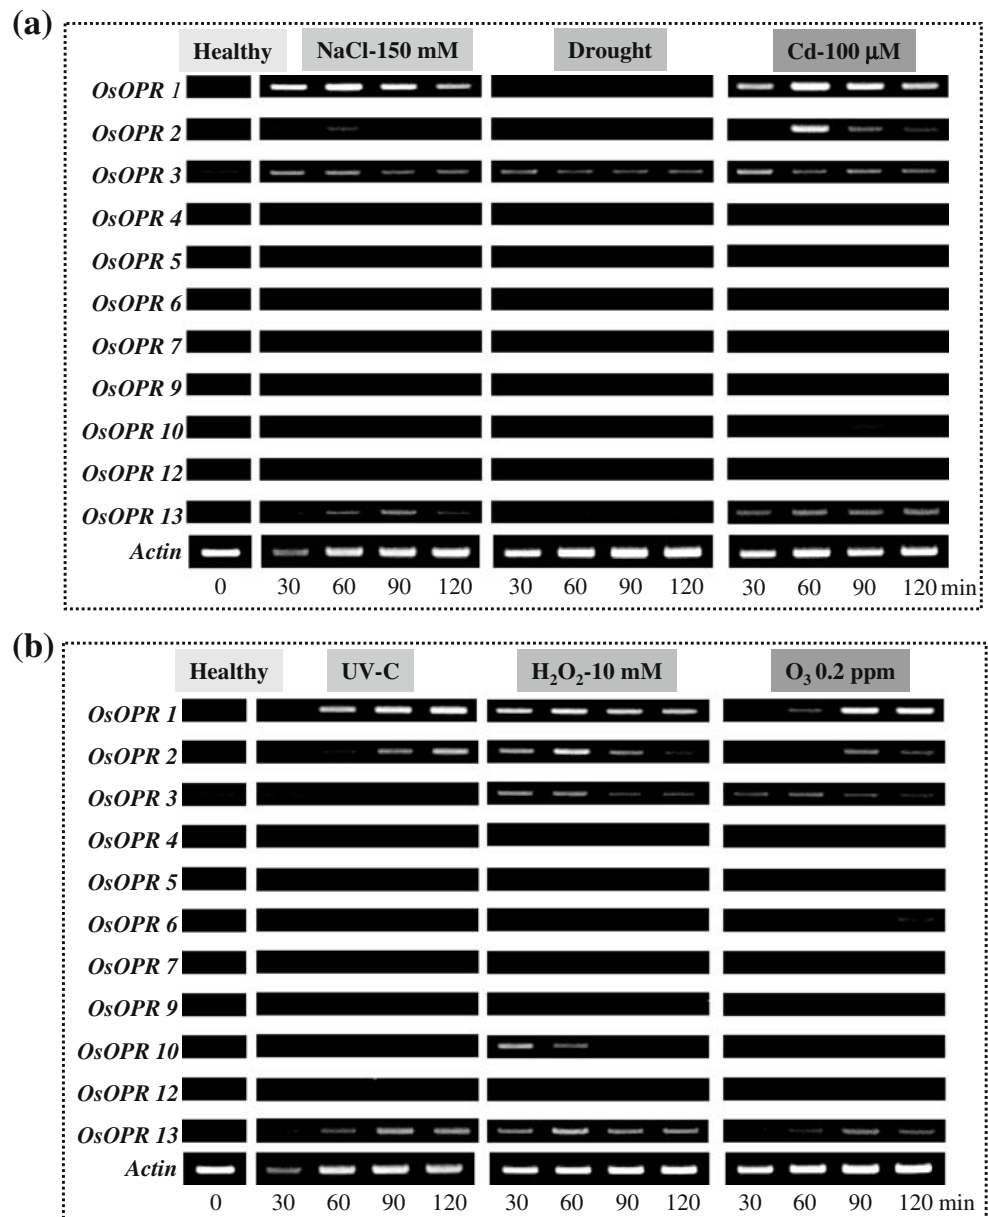 (a)
Healthy NaCl-150 mM Drought Cd-100 μM
OsOPR 1
OsOPR 2
OsOPR 3
OsOPR 4
OsOPR 5
OsOPR 6
OsOPR 7
OsOPR 9
OsOPR 10
OsOPR 12
OsOPR 13
Actin
0 30 60 90 120 30 60 90 120 30 60 90 120 min
(b)
Healthy UV-C H₂O₂-10 mM O₃ 0.2 ppm
OsOPR 1
OsOPR 2
OsOPR 3
OsOPR 4
OsOPR 5
OsOPR 6
OsOPR 7
OsOPR 9
OsOPR 10
OsOPR 12
OsOPR 13
Actin
0 30 60 90 120 30 60 90 120 30 60 90 120 min